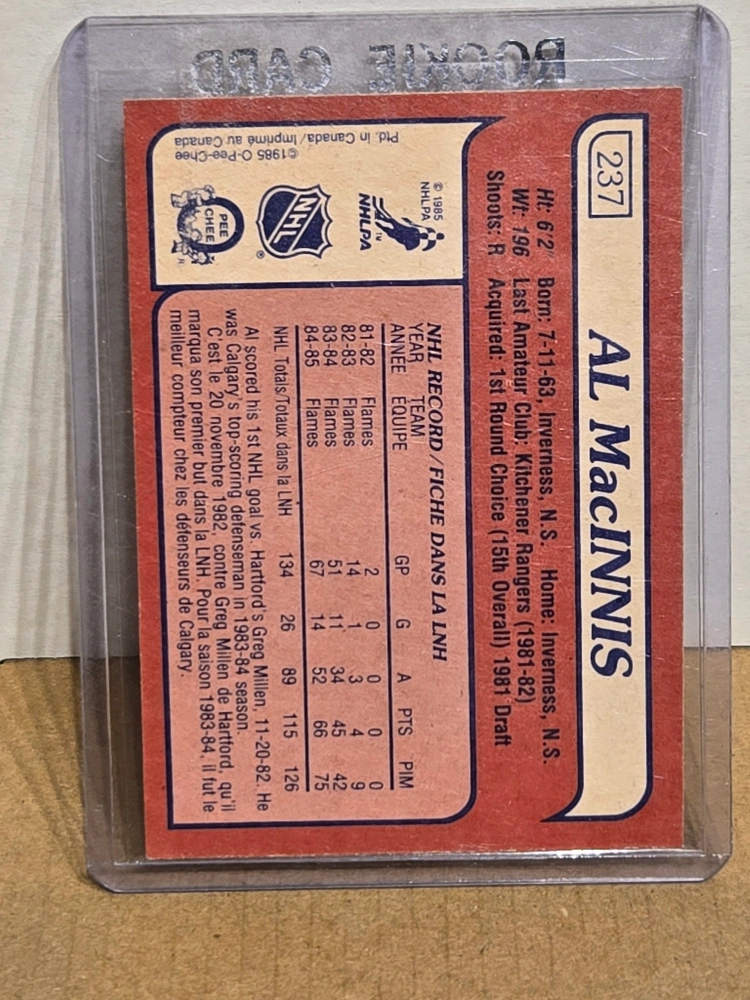 ROOKIE CARD
237
AL MacINNIS
Ht: 6'2" Born: 7-11-63, Inverness, N.S. Home: Inverness, N.S.
Wt: 196 Last Amateur Club: Kitchener Rangers (1981-82)
Shoots: R Acquired: 1st Round Choice (15th Overall) 1981 Draft
© 1985
NHLPA
NHLPA
TM
NHL
®
O
PEE
CHEE
R
©1985 O-Pee-Chee
Ptd. in Canada/Imprimé au Canada
NHL RECORD / FICHE DANS LA LNH
YEAR TEAM
ANNÉE ÉQUIPE GP G A PTS PIM
81-82 Flames 2 0 0 0 0
82-83 Flames 14 1 3 4 9
83-84 Flames 51 11 34 45 42
84-85 Flames 67 14 52 66 75
NHL Totals/Totaux dans la LNH 134 26 89 115 126
Al scored his 1st NHL goal vs. Hartford's Greg Millen, 11-20-82. He
was Calgary's top-scoring defenseman in 1983-84 season.
C'est le 20 novembre 1982, contre Greg Millen de Hartford, qu'il
marqua son premier but dans la LNH. Pour la saison 1983-84, il fut le
meilleur compteur chez les défenseurs de Calgary.